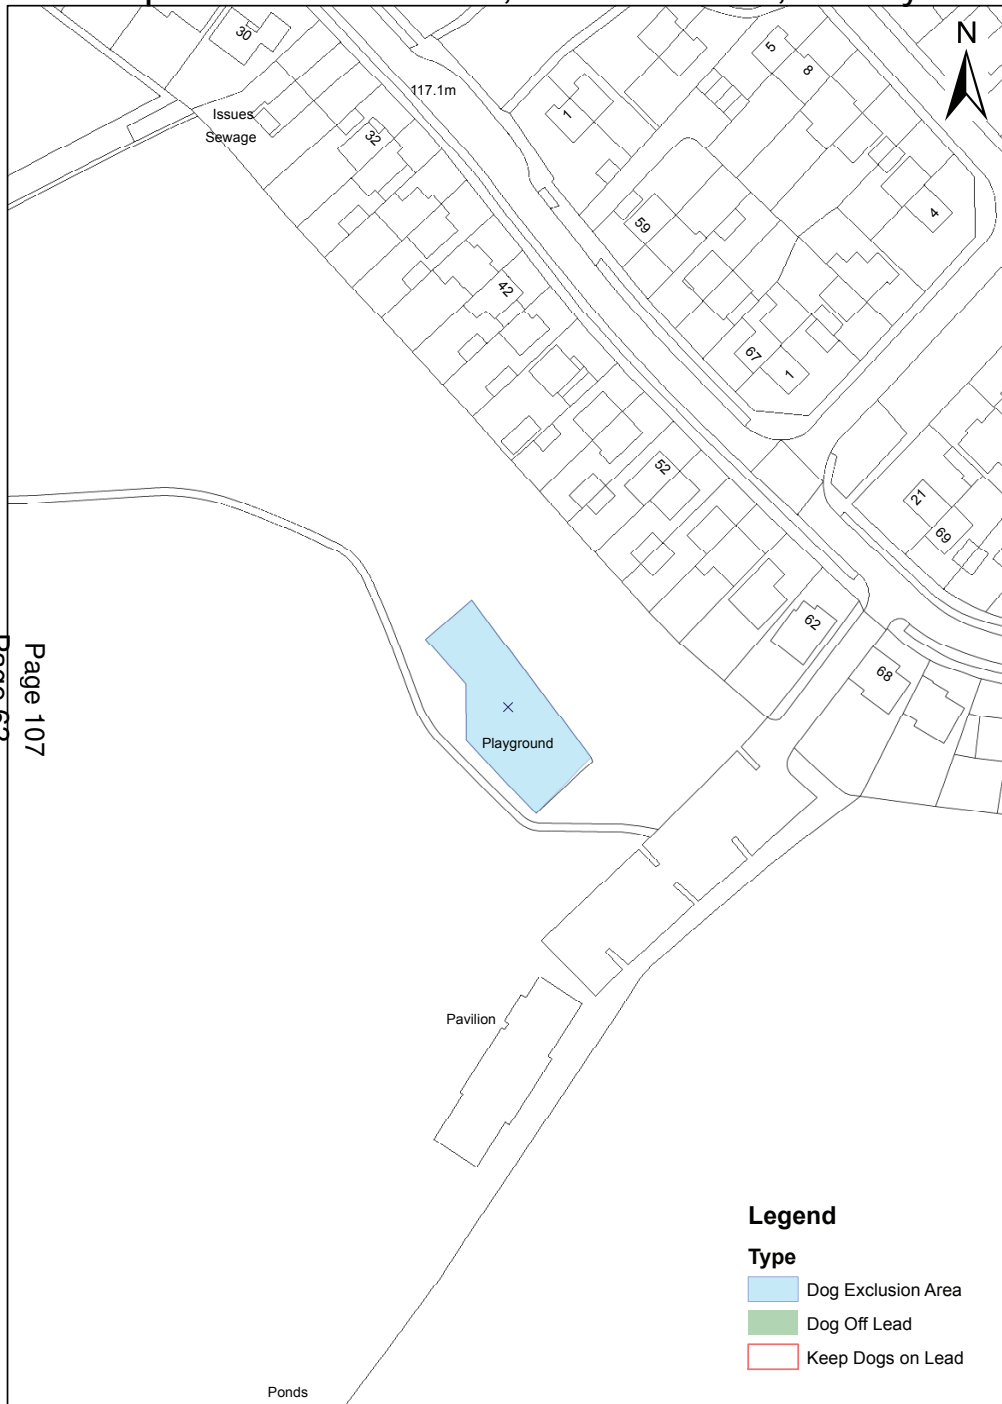 N
30
117.1m
5
8
1
Issues
Sewage
32
59
4
42
67
1
52
21
69
62
68
Page 107
Playground
Pavilion
Legend
Type
Dog Exclusion Area
Dog Off Lead
Keep Dogs on Lead
Ponds